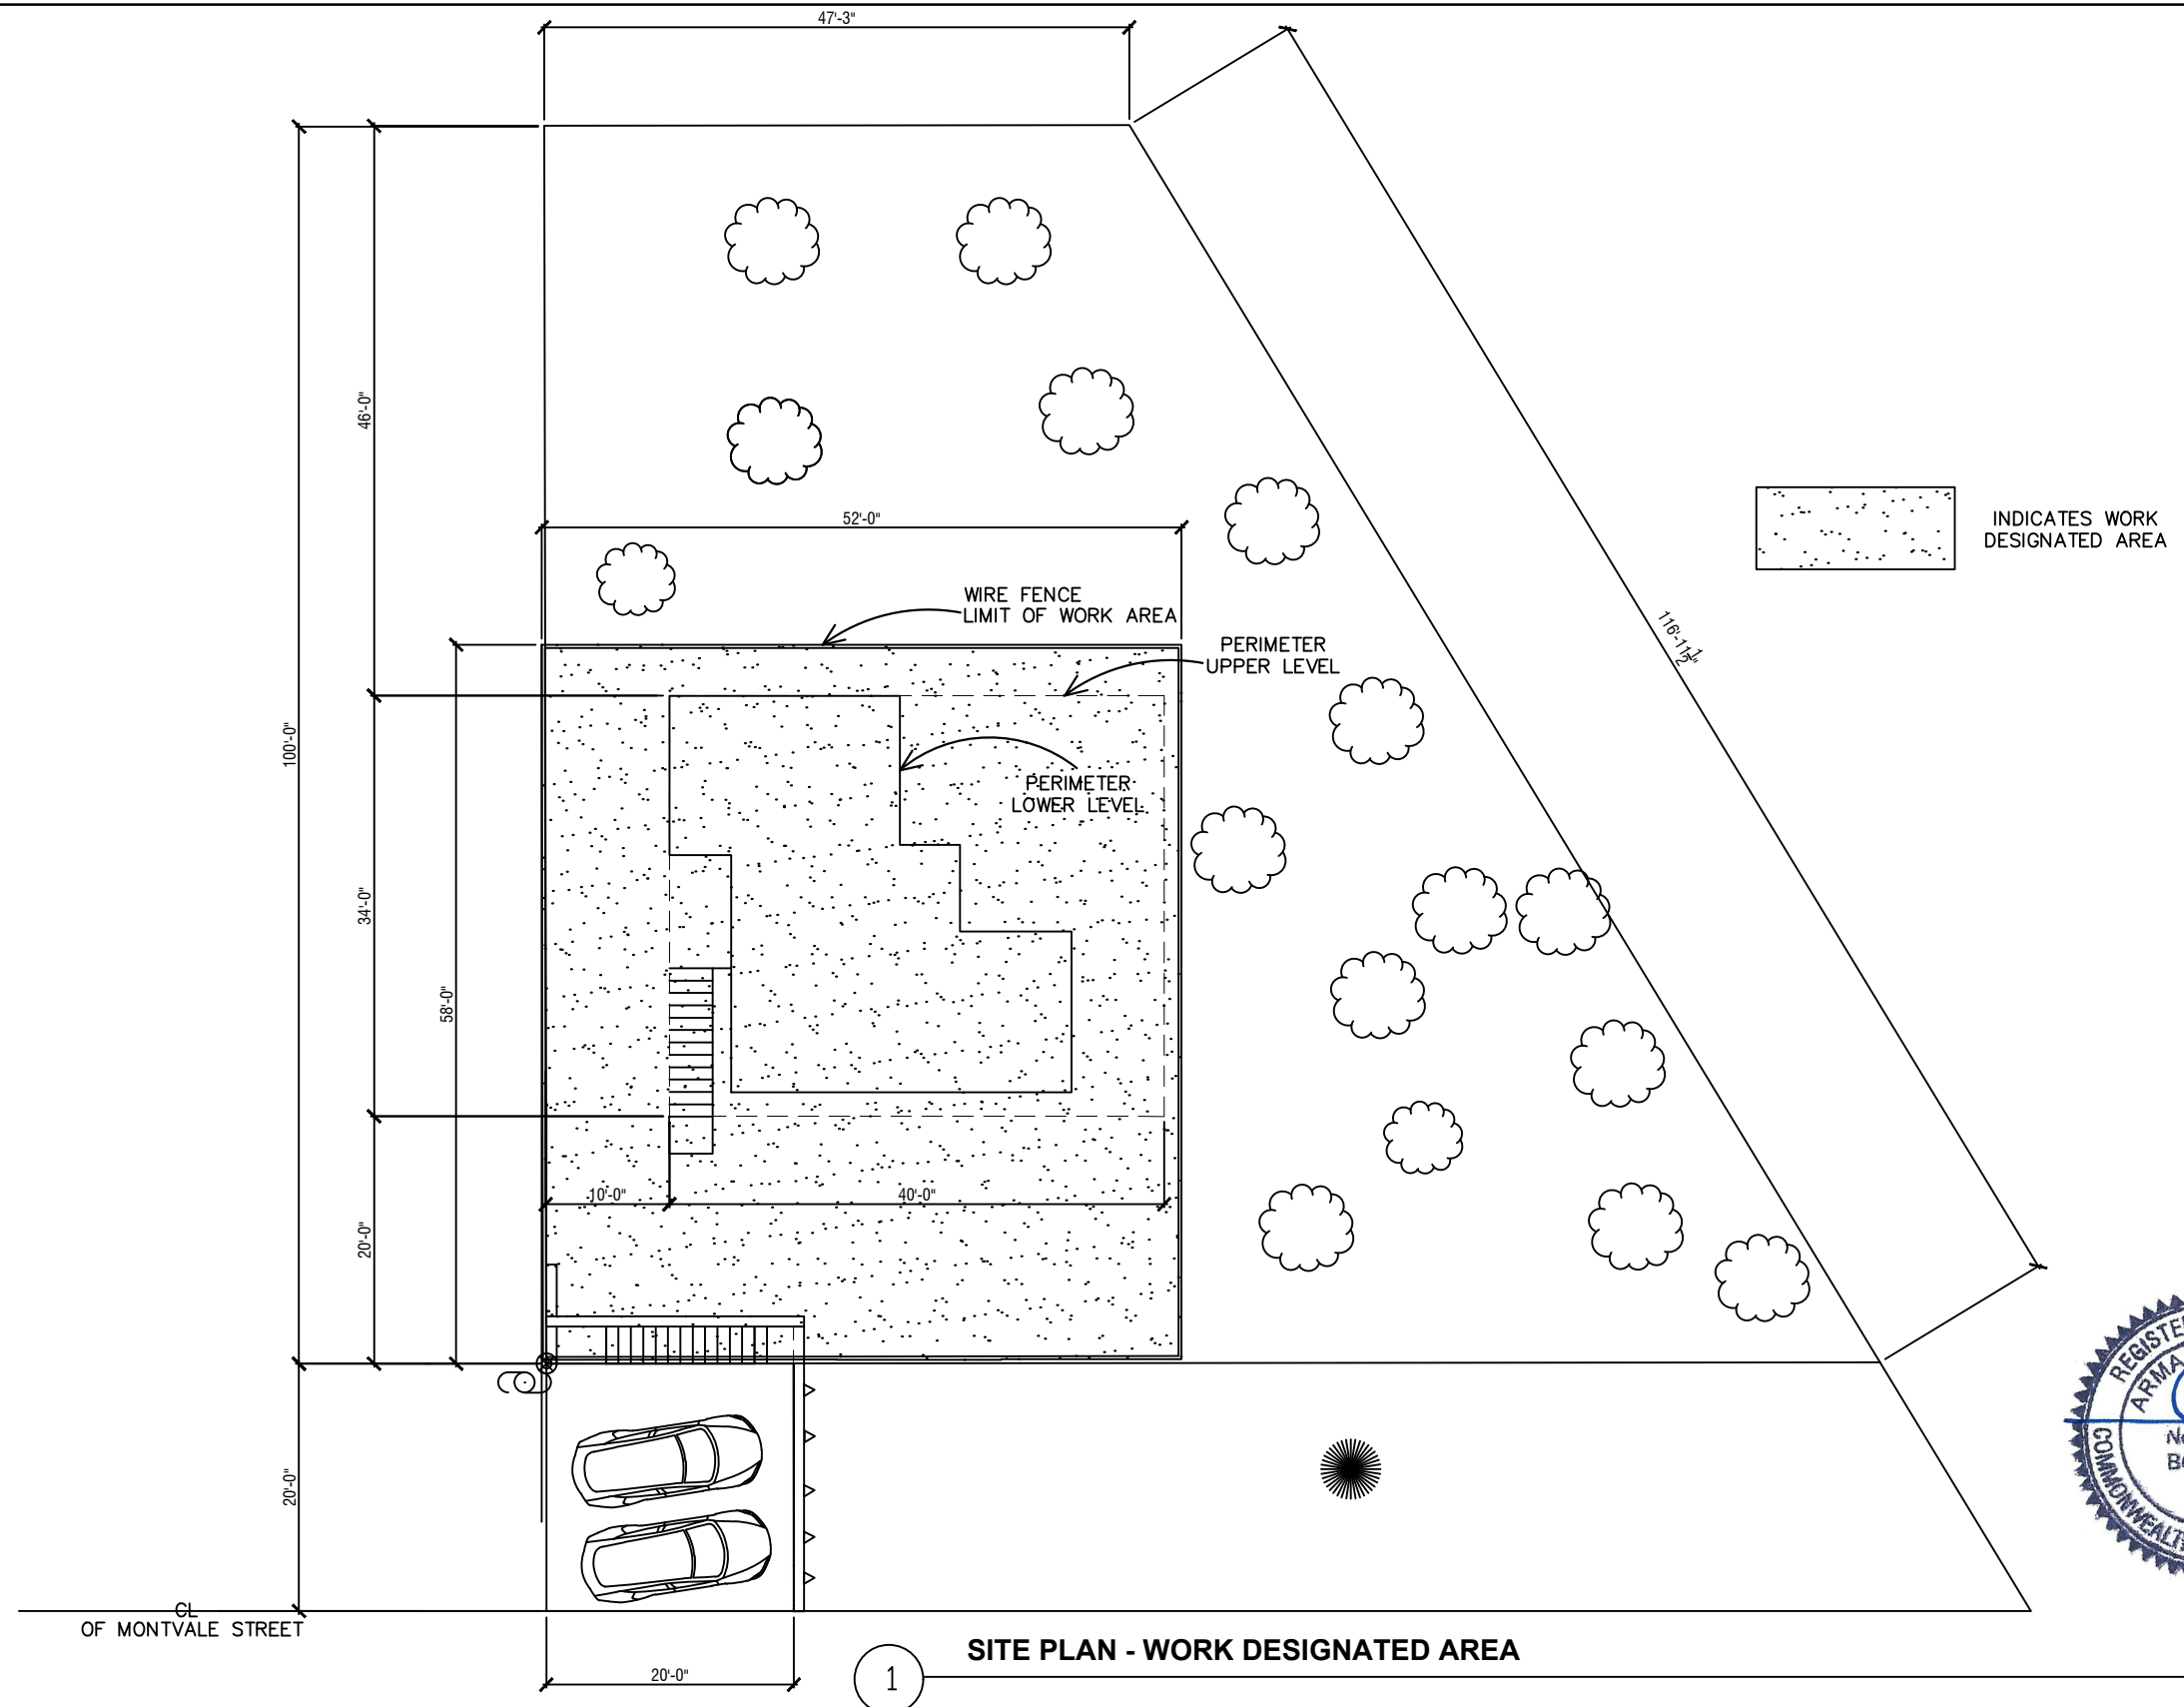 47'-3"
46'-0"
52'-0"
INDICATES WORK
DESIGNATED AREA
WIRE FENCE
LIMIT OF WORK AREA
PERIMETER
UPPER LEVEL
116'-11 1/2"
100'-0"
PERIMETER
LOWER LEVEL
34'-0"
58'-0"
10'-0"
40'-0"
20'-0"
20'-0"
CL
OF MONTVALE STREET
20'-0"
1
SITE PLAN - WORK DESIGNATED AREA
COMMONWEALT